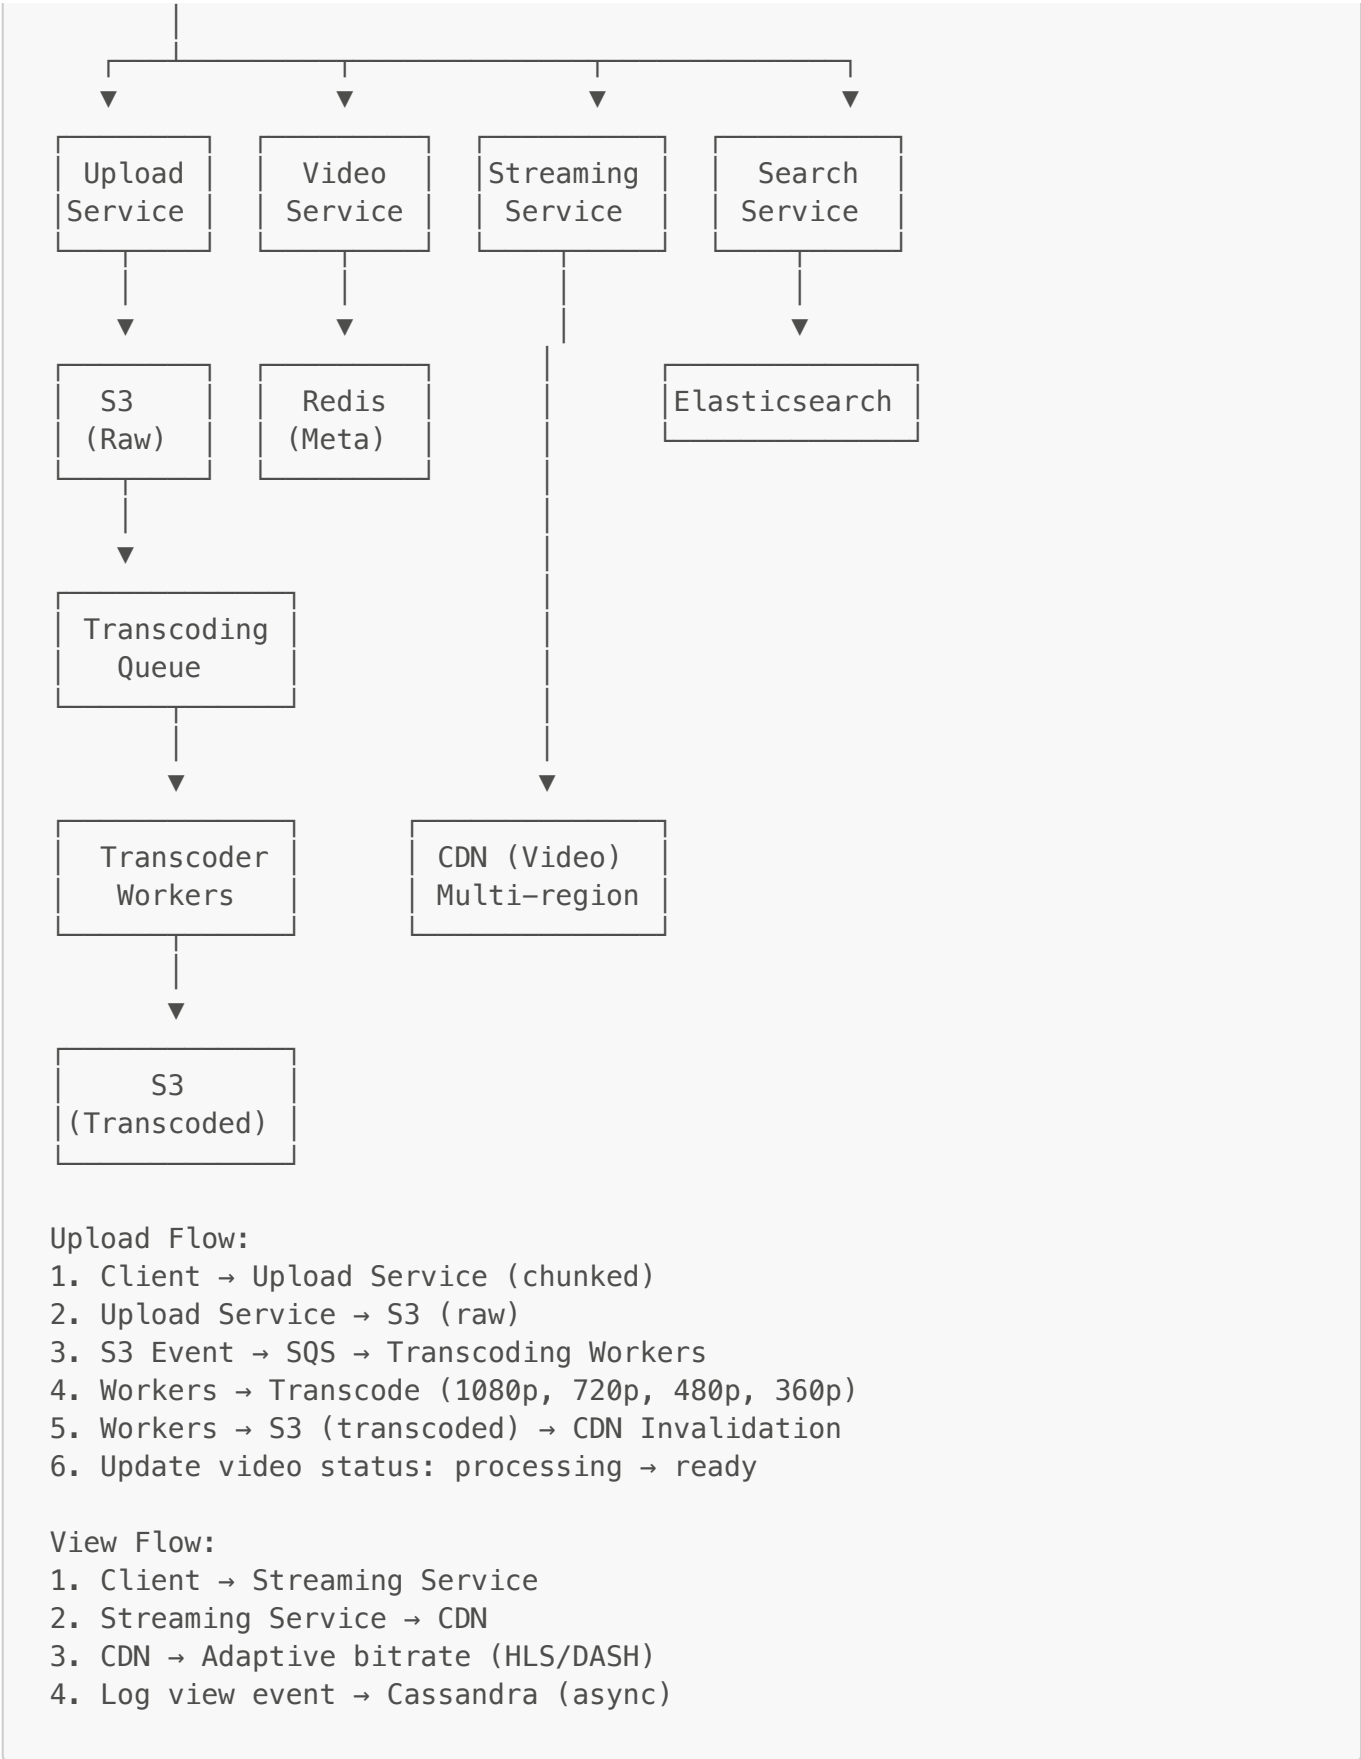 Upload Video Streaming Search
Service Service Service Service
S3 Redis Elasticsearch
(Raw) (Meta)
Transcoding
Queue
Transcoder CDN (Video)
Workers Multi-region
S3
(Transcoded)
Upload Flow:
1. Client → Upload Service (chunked)
2. Upload Service → S3 (raw)
3. S3 Event → SQS → Transcoding Workers
4. Workers → Transcode (1080p, 720p, 480p, 360p)
5. Workers → S3 (transcoded) → CDN Invalidation
6. Update video status: processing → ready
View Flow:
1. Client → Streaming Service
2. Streaming Service → CDN
3. CDN → Adaptive bitrate (HLS/DASH)
4. Log view event → Cassandra (async)